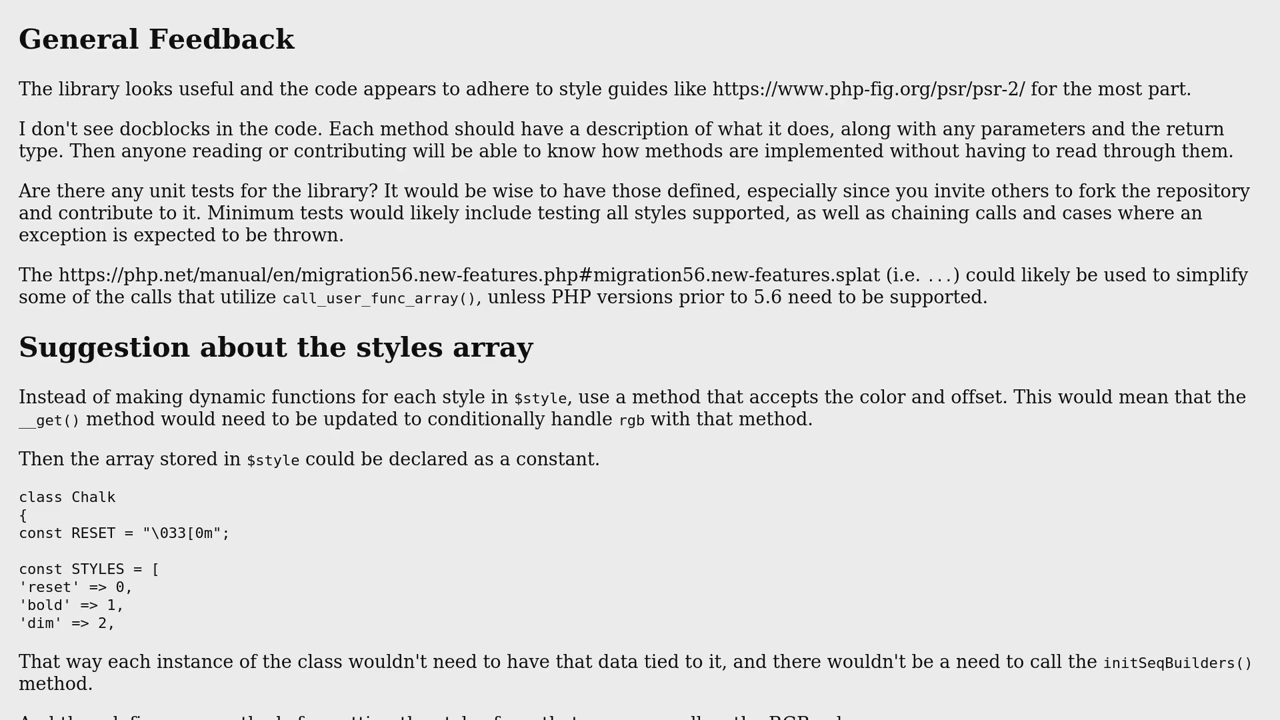 General Feedback
The library looks useful and the code appears to adhere to style guides like https://www.php-fig.org/psr/psr-2/ for the most part.
I don't see docblocks in the code. Each method should have a description of what it does, along with any parameters and the return
type. Then anyone reading or contributing will be able to know how methods are implemented without having to read through them.
Are there any unit tests for the library? It would be wise to have those defined, especially since you invite others to fork the repository
and contribute to it. Minimum tests would likely include testing all styles supported, as well as chaining calls and cases where an
exception is expected to be thrown.
The https://php.net/manual/en/migration56.new-features.php#migration56.new-features.splat (i.e. ...) could likely be used to simplify
some of the calls that utilize call_user_func_array(), unless PHP versions prior to 5.6 need to be supported.
Suggestion about the styles array
Instead of making dynamic functions for each style in $style, use a method that accepts the color and offset. This would mean that the
__get() method would need to be updated to conditionally handle rgb with that method.
Then the array stored in $style could be declared as a constant.
class Chalk
{
const RESET = "\033[0m";
const STYLES = [
'reset' => 0,
'bold' => 1,
'dim' => 2,
That way each instance of the class wouldn't need to have that data tied to it, and there wouldn't be a need to call the initSeqBuilders()
method.